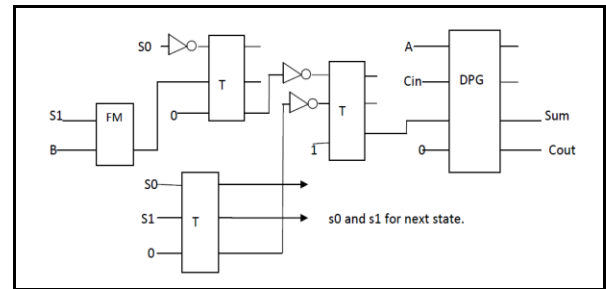 S0
T
0
S1
FM
B
T
1
A
Cin
DPG
0
Sum
Cout
S0
S1
T
0
s0 and s1 for next state.